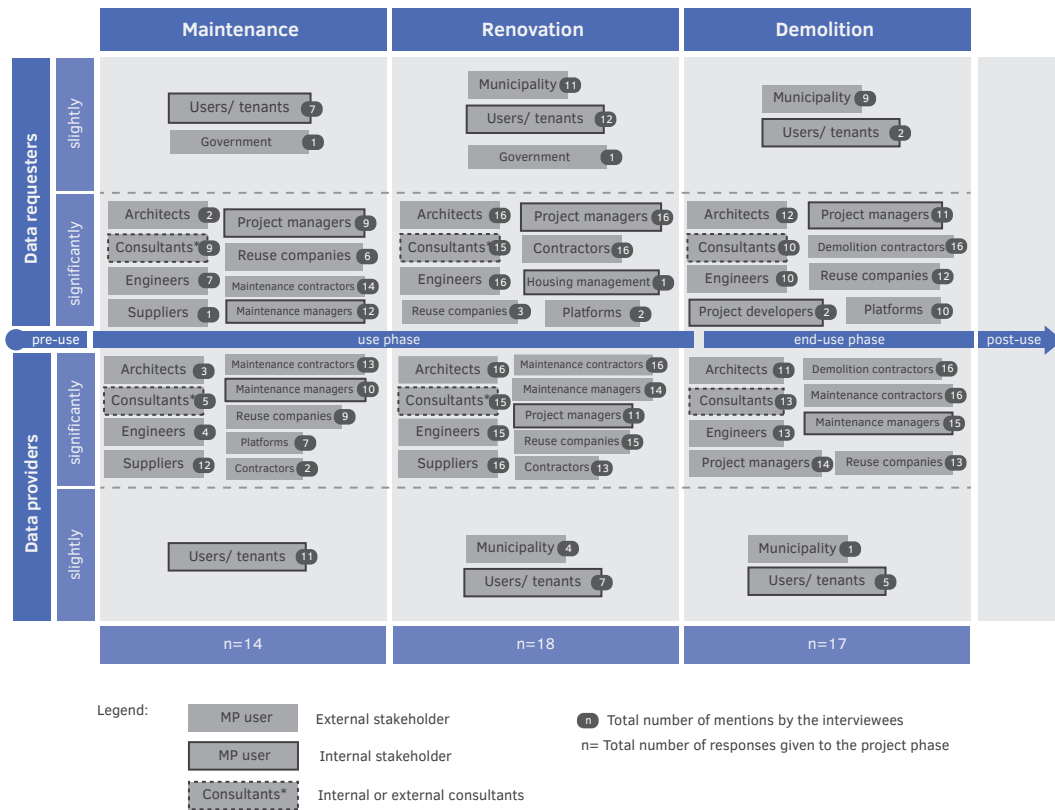 Maintenance
Renovation
Demolition
Data requesters
slightly
Users/ tenants 7
Government 1
Municipality 11
Users/ tenants 12
Government 1
Municipality 9
Users/ tenants 2
significantly
Architects 2
Consultants* 9
Engineers 7
Suppliers 1
Project managers 9
Reuse companies 6
Maintenance contractors 14
Maintenance managers 12
Architects 16
Consultants* 15
Engineers 16
Reuse companies 3
Project managers 16
Contractors 16
Housing management 1
Platforms 2
Architects 12
Consultants 10
Engineers 10
Project developers 2
Project managers 11
Demolition contractors 16
Reuse companies 12
Platforms 10
pre-use
use phase
end-use phase
post-use
Data providers
significantly
Architects 3
Consultants* 5
Engineers 4
Suppliers 12
Maintenance contractors 13
Maintenance managers 10
Reuse companies 9
Platforms 7
Contractors 2
Architects 16
Consultants* 15
Engineers 15
Suppliers 16
Maintenance contractors 16
Maintenance managers 14
Project managers 11
Reuse companies 15
Contractors 13
Architects 11
Consultants 13
Engineers 13
Project managers 14
Demolition contractors 16
Maintenance contractors 16
Maintenance managers 15
Reuse companies 13
slightly
Users/ tenants 11
Municipality 4
Users/ tenants 7
Municipality 1
Users/ tenants 5
n=14
n=18
n=17
Legend:
MP user
External stakeholder
MP user
Internal stakeholder
Consultants*
Internal or external consultants
n Total number of mentions by the interviewees
n= Total number of responses given to the project phase